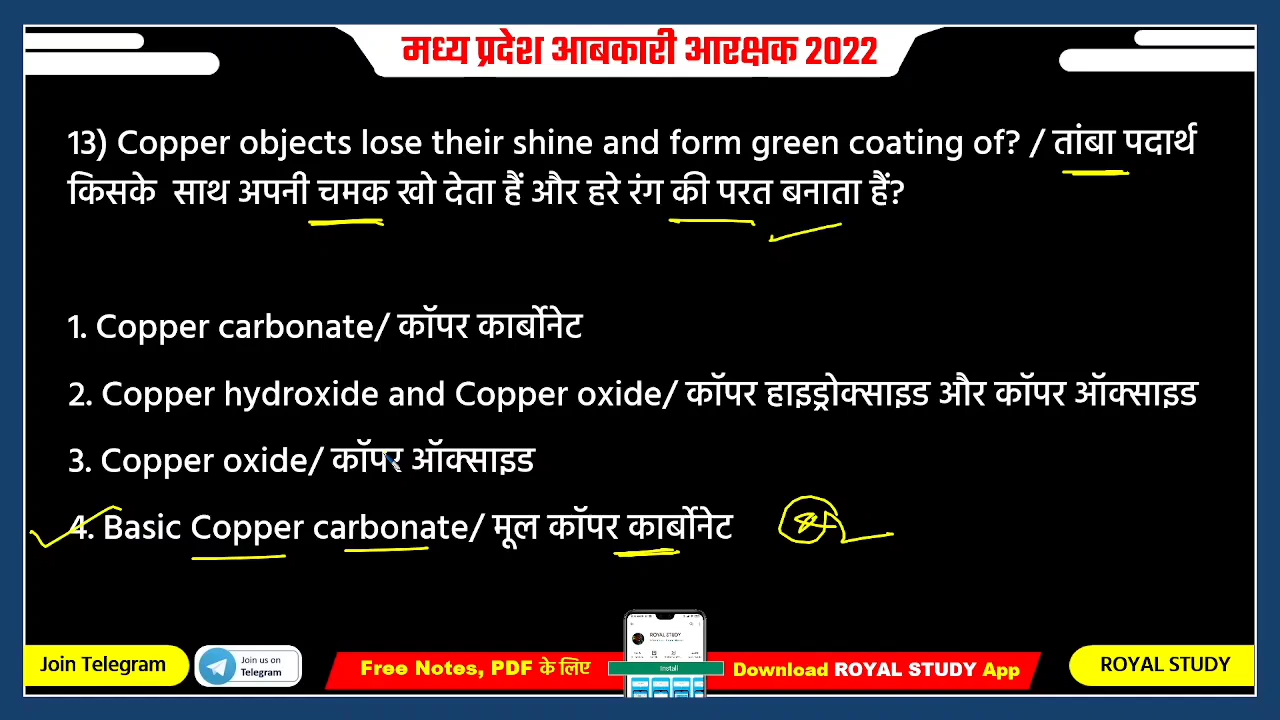 मध्य प्रदेश आबकारी आरक्षक 2022
13) Copper objects lose their shine and form green coating of? / तांबा पदार्थ
किसके साथ अपनी चमक खो देता हैं और हरे रंग की परत बनाता हैं?
1. Copper carbonate/ कॉपर कार्बोनेट
2. Copper hydroxide and Copper oxide/ कॉपर हाइड्रोक्साइड और कॉपर ऑक्साइड
3. Copper oxide/ कॉपर ऑक्साइड
4. Basic Copper carbonate/ मूल कॉपर कार्बोनेट
ROYAL STUDY
Install
Join Telegram
Join us on
Telegram
Free Notes, PDF के लिए
Download ROYAL STUDY App
ROYAL STUDY